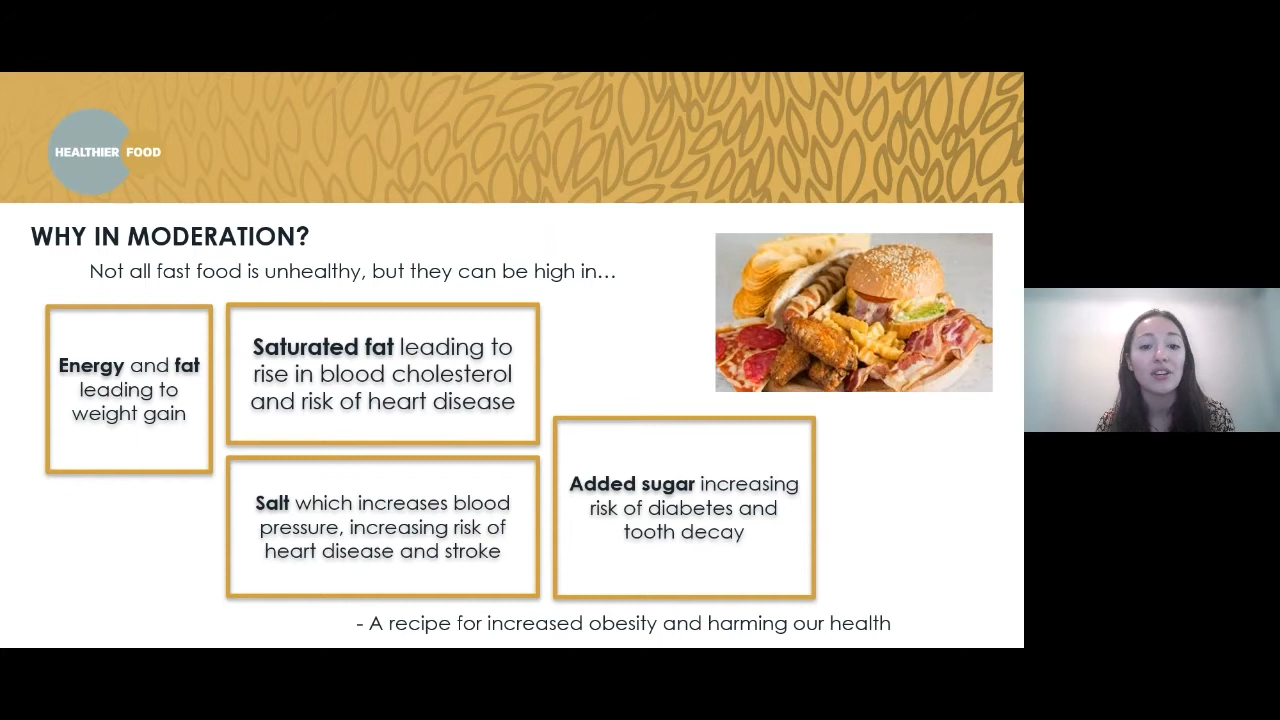 HEALTHIER FOOD
WHY IN MODERATION?
Not all fast food is unhealthy, but they can be high in…
Energy and fat
leading to
weight gain
Saturated fat leading to
rise in blood cholesterol
and risk of heart disease
Salt which increases blood
pressure, increasing risk of
heart disease and stroke
Added sugar increasing
risk of diabetes and
tooth decay
- A recipe for increased obesity and harming our health